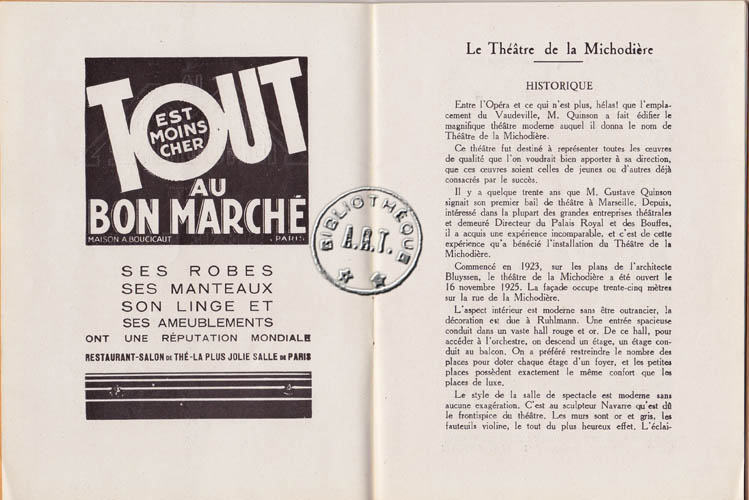 TOUT
EST
MOINS
CHER
AU
BON MARCHÉ
MAISON A. BOUCICAUT . PARIS.
SES ROBES
SES MANTEAUX
SON LINGE ET
SES AMEUBLEMENTS
ONT UNE RÉPUTATION MONDIALE
RESTAURANT-SALON DE THÉ-LA PLUS JOLIE SALLE DE PARIS
BIBLIOTHÈQUE
A.R.T.
Le Théâtre de la Michodière
HISTORIQUE
Entre l'Opéra et ce qui n'est plus, hélas! que l'empla-
cement du Vaudeville, M. Quinson a fait édifier le
magnifique théâtre moderne auquel il donna le nom de
Théâtre de la Michodière.
Ce théâtre fut destiné à représenter toutes les œuvres
de qualité que l'on voudrait bien apporter à sa direction,
que ces œuvres soient celles de jeunes ou d'autres déjà
consacrés par le succès.
Il y a quelque trente ans que M. Gustave Quinson
signait son premier bail de théâtre à Marseille. Depuis,
intéressé dans la plupart des grandes entreprises théâtrales
et demeuré Directeur du Palais Royal et des Bouffes,
il a acquis une expérience incomparable, et c'est de cette
expérience qu'a bénécié l'installation du Théâtre de la
Michodière.
Commencé en 1923, sur les plans de l'architecte
Bluyssen, le théâtre de la Michodière a été ouvert le
16 novembre 1925. La façade occupe trente-cinq mètres
sur la rue de la Michodière.
L'aspect intérieur est moderne sans être outrancier, la
décoration est due à Ruhlmann. Une entrée spacieuse
conduit dans un vaste hall rouge et or. De ce hall, pour
accéder à l'orchestre, on descend un étage, un étage con-
duit au balcon. On a préféré restreindre le nombre des
places pour doter chaque étage d'un foyer, et les petites
places possèdent exactement le même confort que les
places de luxe.
Le style de la salle de spectacle est moderne sans
aucune exagération. C'est au sculpteur Navarre qu'est dû
le frontispice du théâtre. Les murs sont or et gris, les
fauteuils violine, le tout du plus heureux effet. L'éclai-